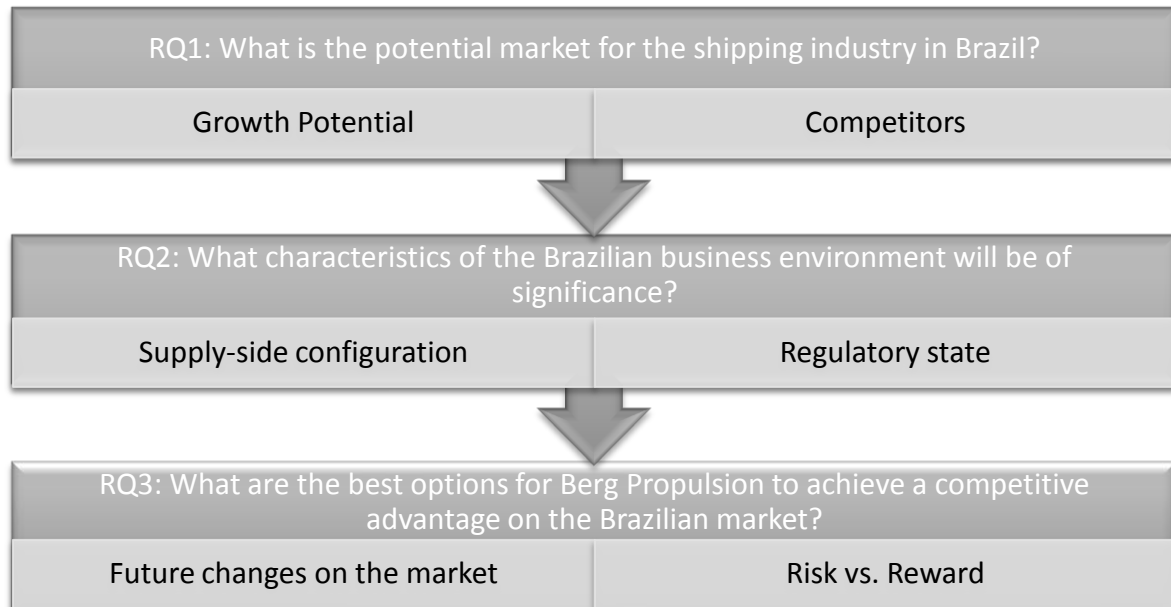 RQ1: What is the potential market for the shipping industry in Brazil?
Growth Potential
Competitors
RQ2: What characteristics of the Brazilian business environment will be of
significance?
Supply-side configuration
Regulatory state
RQ3: What are the best options for Berg Propulsion to achieve a competitive
advantage on the Brazilian market?
Future changes on the market
Risk vs. Reward